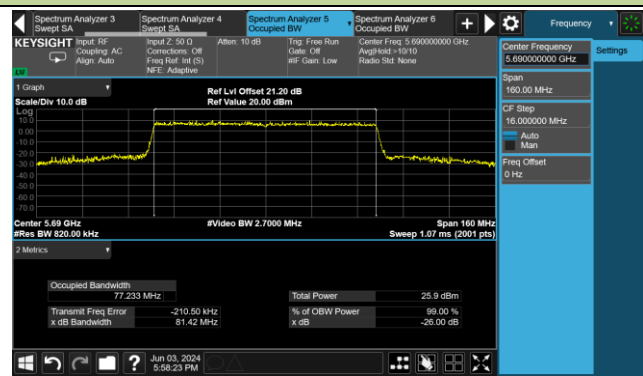 Spectrum Analyzer 3
Swept SA
Spectrum Analyzer 4
Swept SA
Spectrum Analyzer 5
Occupied BW
Spectrum Analyzer 6
Occupied BW
Frequency
KEYSIGHT
Input: RF
Coupling: AC
Align: Auto
Input Z: 50 Ω
Corrections: Off
Freq Ref: Int (S)
NFE: Adaptive
Atten: 10 dB
Trig: Free Run
Gate: Off
#IF Gain: Low
Center Freq: 5.690000000 GHz
Avg|Hold:>10/10
Radio Std: None
Center Frequency
5.690000000 GHz
Settings
Span
160.00 MHz
CF Step
16.000000 MHz
Auto
Man
Freq Offset
0 Hz
1 Graph
Scale/Div 10.0 dB
Ref Lvl Offset 21.20 dB
Ref Value 20.00 dBm
Log
10.0
0.00
-10.0
-20.0
-30.0
-40.0
-50.0
-60.0
-70.0
Center 5.69 GHz
#Video BW 2.7000 MHz
Span 160 MHz
#Res BW 820.00 kHz
Sweep 1.07 ms (2001 pts)
2 Metrics
Occupied Bandwidth
77.233 MHz
Total Power 25.9 dBm
Transmit Freq Error -210.50 kHz
% of OBW Power 99.00 %
x dB Bandwidth 81.42 MHz
x dB -26.00 dB
Jun 03, 2024
5:58:23 PM